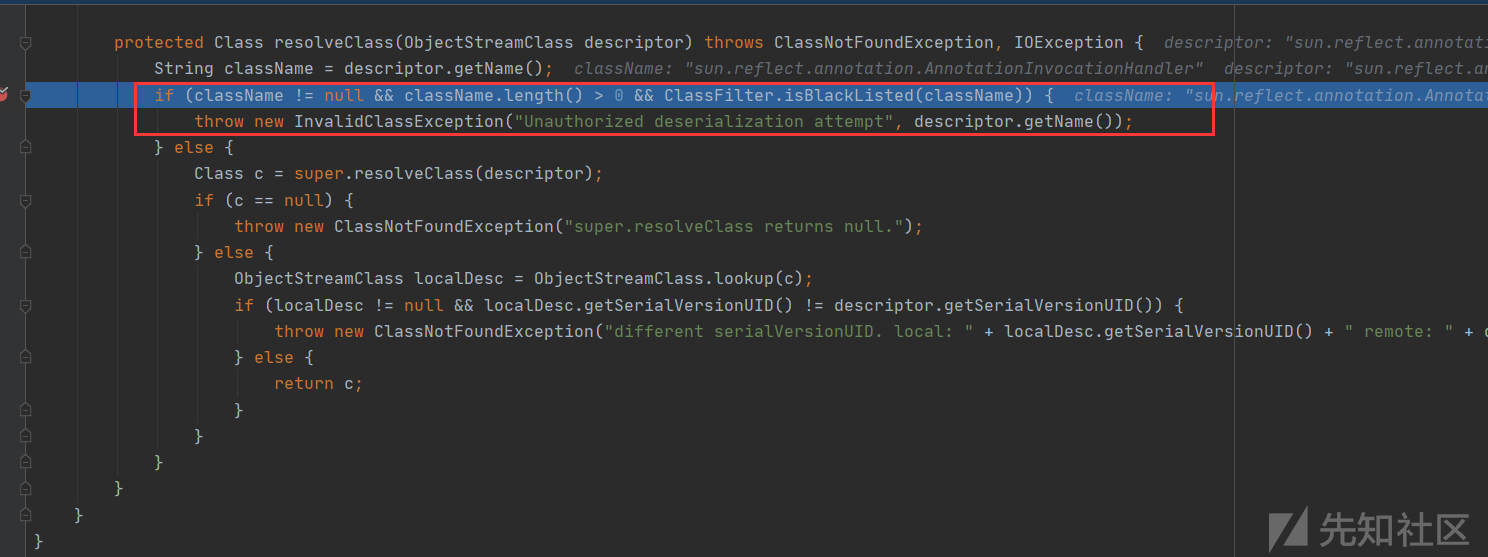 protected Class resolveClass(ObjectStreamClass descriptor) throws ClassNotFoundException, IOException {  descriptor: "sun.reflect.annotati
String className = descriptor.getName();  className: "sun.reflect.annotation.AnnotationInvocationHandler"  descriptor: "sun.reflect.an
if (className != null && className.length() > 0 && ClassFilter.isBlackListed(className)) {  className: "sun.reflect.annotation.Annotat
throw new InvalidClassException("Unauthorized deserialization attempt", descriptor.getName());
} else {
Class c = super.resolveClass(descriptor);
if (c == null) {
throw new ClassNotFoundException("super.resolveClass returns null.");
} else {
ObjectStreamClass localDesc = ObjectStreamClass.lookup(c);
if (localDesc != null && localDesc.getSerialVersionUID() != descriptor.getSerialVersionUID()) {
throw new ClassNotFoundException("different serialVersionUID. local: " + localDesc.getSerialVersionUID() + " remote: " + d
} else {
return c;
}
}
}
}
}
}
先知社区